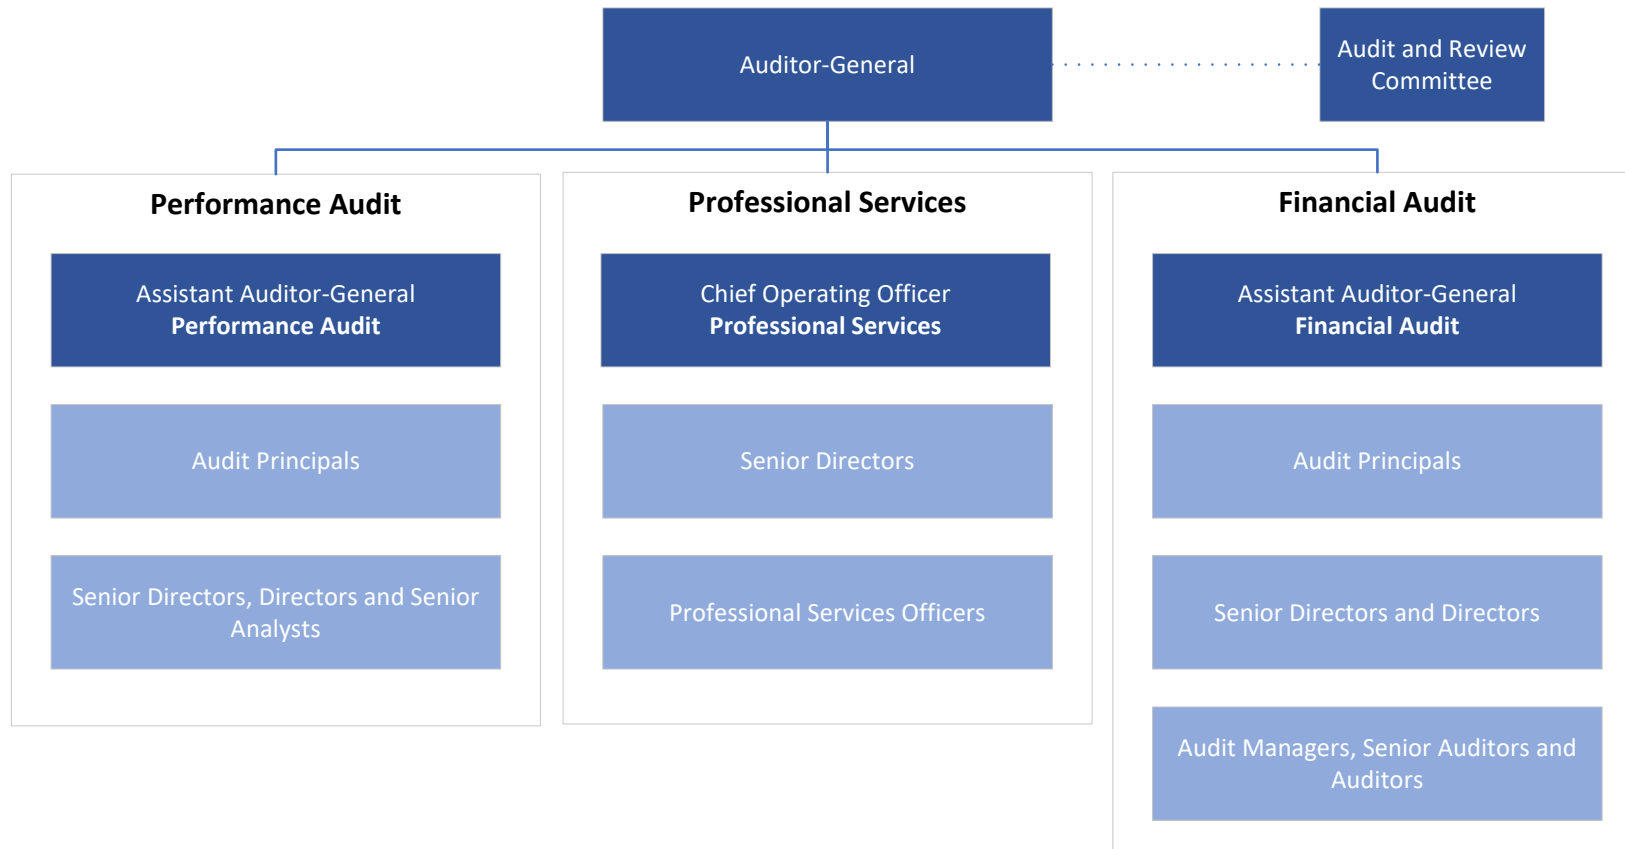 Auditor-General
Audit and Review
Committee
Performance Audit
Assistant Auditor-General
Performance Audit
Audit Principals
Senior Directors, Directors and Senior
Analysts
Professional Services
Chief Operating Officer
Professional Services
Senior Directors
Professional Services Officers
Financial Audit
Assistant Auditor-General
Financial Audit
Audit Principals
Senior Directors and Directors
Audit Managers, Senior Auditors and
Auditors